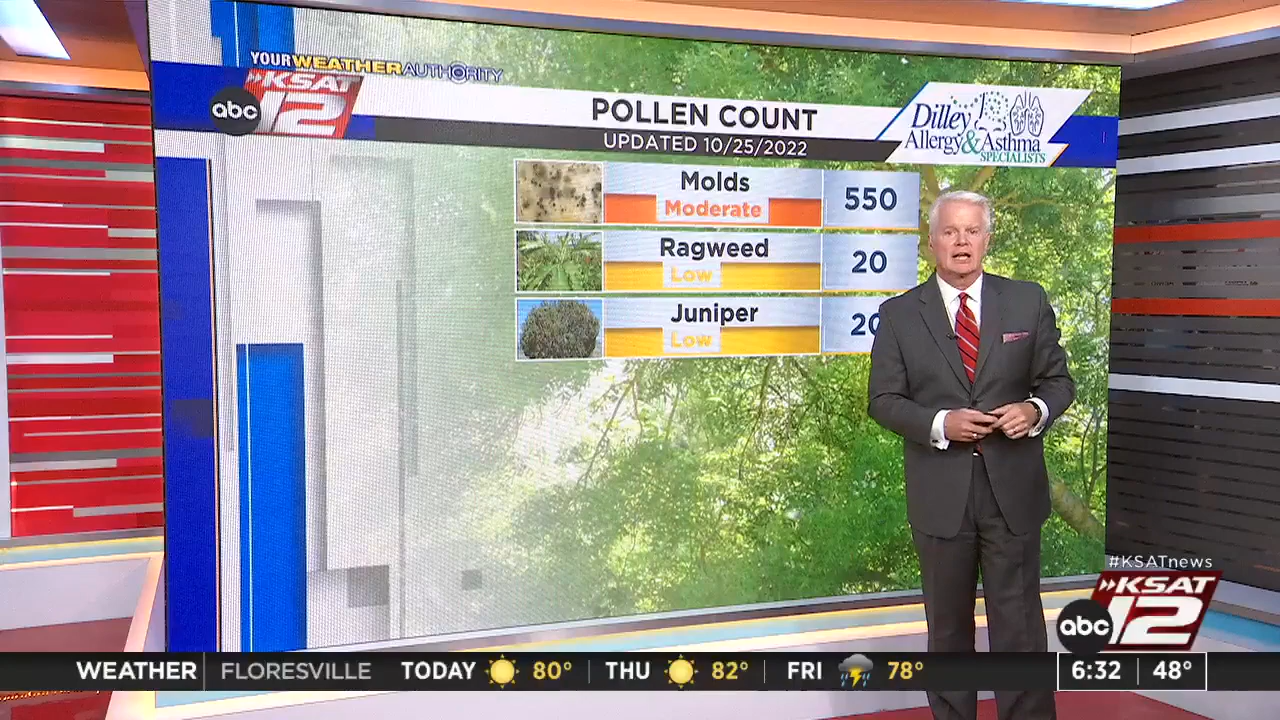 YOUR WEATHER AUTHORITY
abc KSAT 12
POLLEN COUNT
UPDATED 10/25/2022
Dilley
Allergy & Asthma
SPECIALISTS
Molds
Moderate
550
Ragweed
Low
20
Juniper
Low
20
#KSATnews
KSAT
abc 12
WEATHER FLORESVILLE TODAY 80° THU 82° FRI 78° 6:32 48°